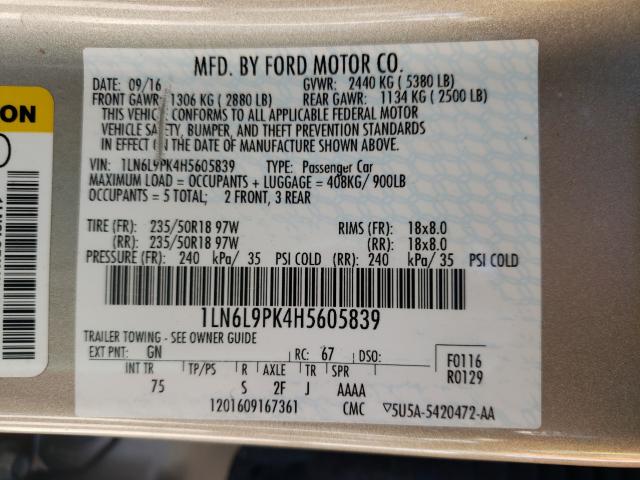 MFD. BY FORD MOTOR CO.
DATE: 09/16 GVWR: 2440 KG ( 5380 LB)
FRONT GAWR: 1306 KG ( 2880 LB) REAR GAWR: 1134 KG ( 2500 LB)
THIS VEHICLE CONFORMS TO ALL APPLICABLE FEDERAL MOTOR
VEHICLE SAFETY, BUMPER, AND THEFT PREVENTION STANDARDS
IN EFFECT ON THE DATE OF MANUFACTURE SHOWN ABOVE.
VIN: 1LN6L9PK4H5605839 TYPE: Passenger Car
MAXIMUM LOAD = OCCUPANTS + LUGGAGE = 408KG/ 900LB
OCCUPANTS = 5 TOTAL; 2 FRONT, 3 REAR
TIRE (FR): 235/50R18 97W RIMS (FR): 18x8.0
(RR): 235/50R18 97W (RR): 18x8.0
PRESSURE (FR): 240 kPa/ 35 PSI COLD (RR): 240 kPa/ 35 PSI COLD
1LN6L9PK4H5605839
TRAILER TOWING - SEE OWNER GUIDE
EXT PNT: GN RC: 67 DSO: F0116
INT TR TP/PS R AXLE TR SPR R0129
75 S 2F J AAAA
1201609167361 CMC ▽5U5A-5420472-AA
ON